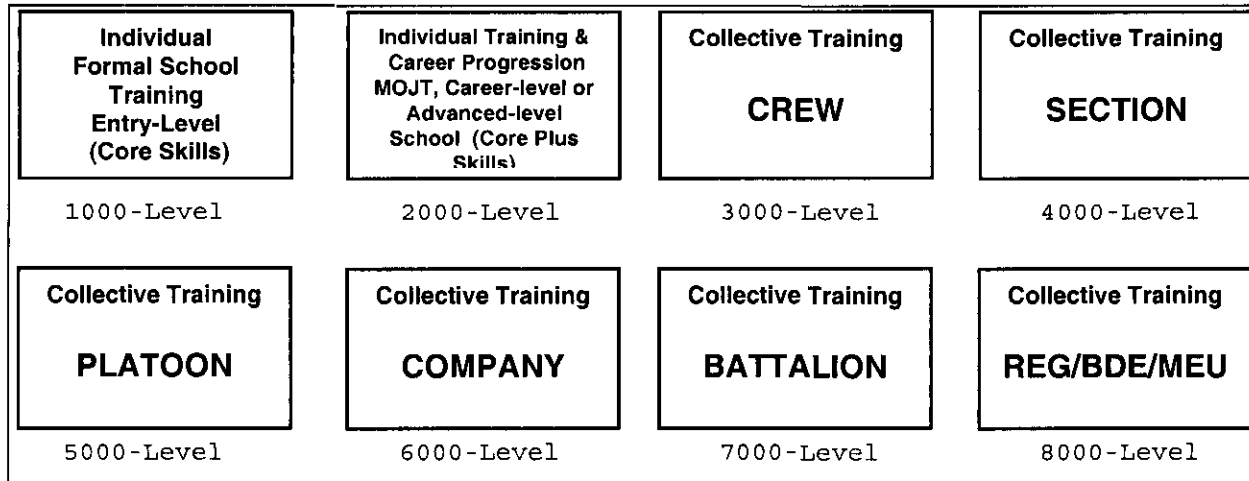 Individual
Formal School
Training
Entry-Level
(Core Skills)
1000-Level
Individual Training &
Career Progression
MOJT, Career-level or
Advanced-level
School (Core Plus
Skills)
2000-Level
Collective Training
CREW
3000-Level
Collective Training
SECTION
4000-Level
Collective Training
PLATOON
5000-Level
Collective Training
COMPANY
6000-Level
Collective Training
BATTALION
7000-Level
Collective Training
REG/BDE/MEU
8000-Level